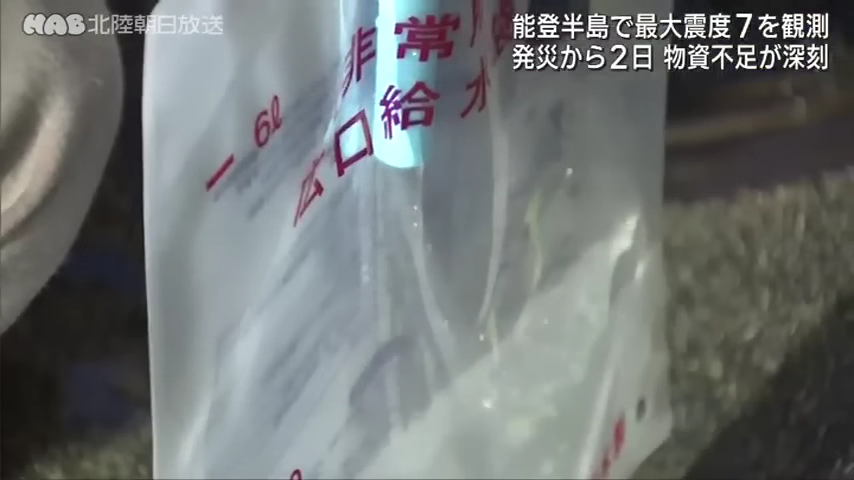 HAB北陸朝日放送
能登半島で最大震度7を観測
発災から2日 物資不足が深刻
非常
広口給水
6ℓ